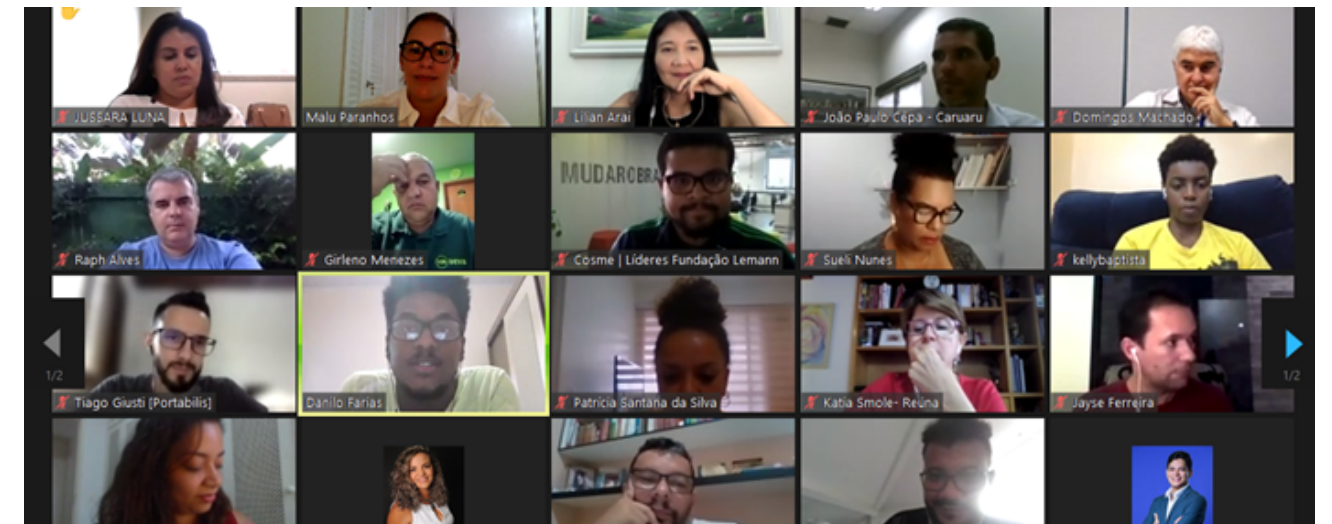 JUSSARA LUNA
Malu Paranhos
Lilian Arai
João Paulo Cêpa - Caruaru
Domingos Machado
MUDAR O BRA
Raph Alves
Girleno Menezes
Cosme | Líderes Fundação Lemann
Sueli Nunes
kellybaptista
1/2
Tiago Giusti [Portabilis]
Danilo Farias
Patrícia Santana da Silva
Katia Smole- Reúna
Jayse Ferreira
1/2